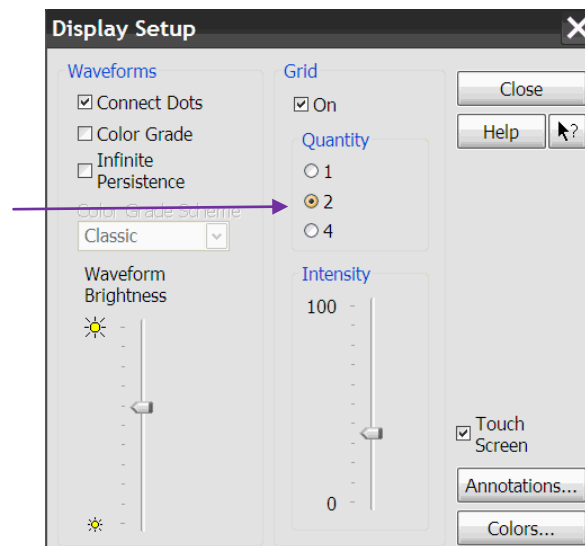 Display Setup
Waveforms
Connect Dots
Color Grade
Infinite
Persistence
Color Grade Scheme
Classic
Waveform
Brightness
Grid
On
Quantity
1
2
4
Intensity
100
0
Close
Help
?
Touch
Screen
Annotations...
Colors...